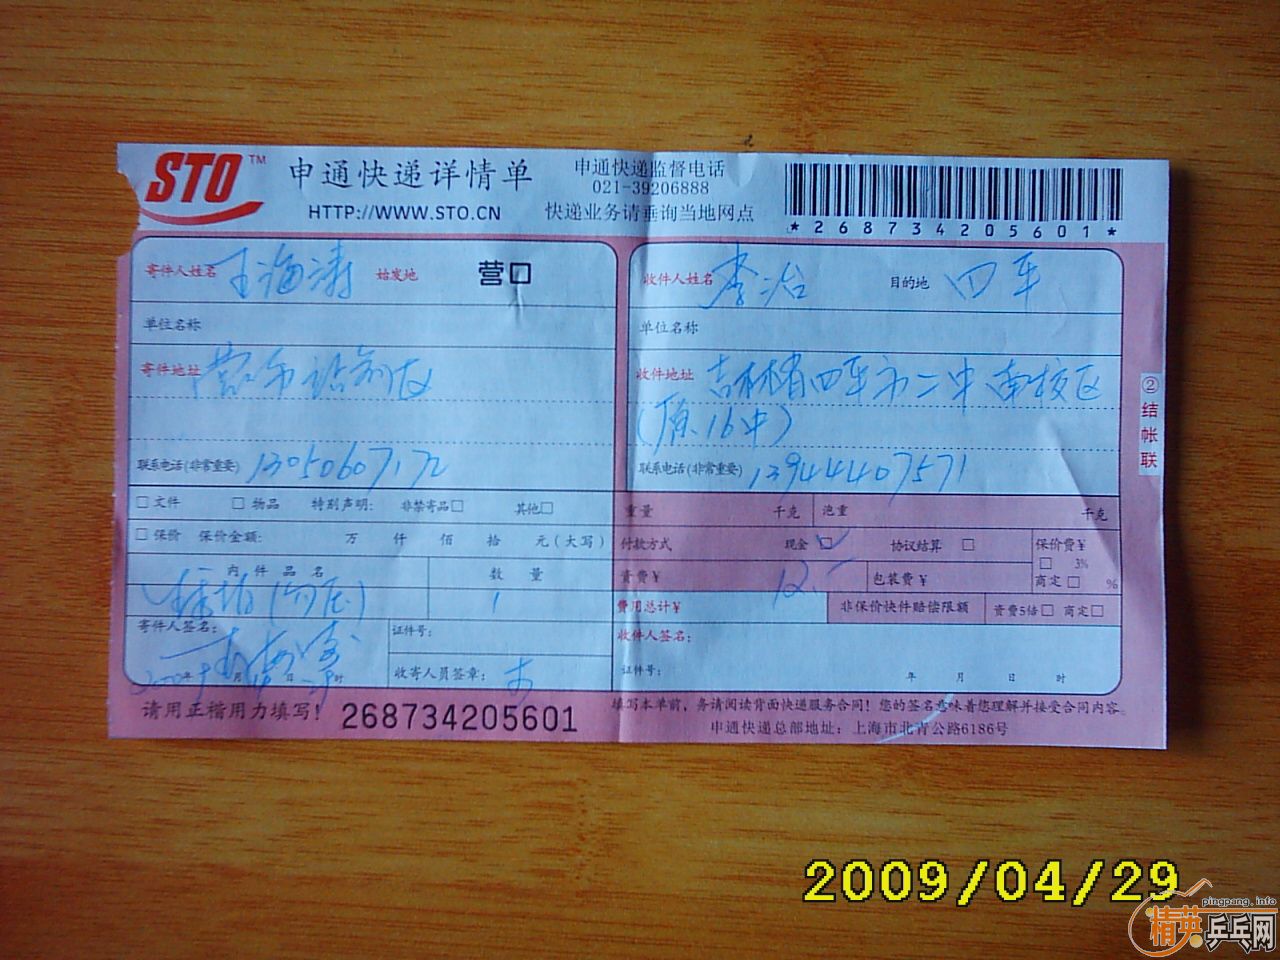 STO™ 申通快递详情单
HTTP://WWW.STO.CN
申通快递监督电话
021-39206888
快递业务请垂询当地网点
*268734205601*
寄件人姓名 王海涛 始发地 营口
单位名称
寄件地址
联系电话(非常重要)
□文件 □物品 特别声明: 非禁寄品□ 其他□
□保价 保价金额: 万 仟 佰 拾 元(大写)
内件品名 数量
1
寄件人签名:
年 月 日 时
证件号:
收寄人员签章:
请用正楷用力填写! 268734205601
收件人姓名 李治 目的地 四平
单位名称
收件地址 吉林省四平市二中南校区
(原16中)
联系电话(非常重要) 13944407571
重量 千克 泡重 千克
付款方式 现金□ 协议结算 □ 保价费¥
□ 3%
资费¥ 12.- 包装费¥ 商定□ %
费用总计¥ 非保价快件赔偿限额 资费5倍□ 商定□
收件人签名:
证件号: 年 月 日 时
填写本单前,务请阅读背面快递服务合同!您的签名意味着您理解并接受合同内容。
申通快递总部地址:上海市北青公路6186号
②结帐联
2009/04/29
pingpang.info
精英乒乓网